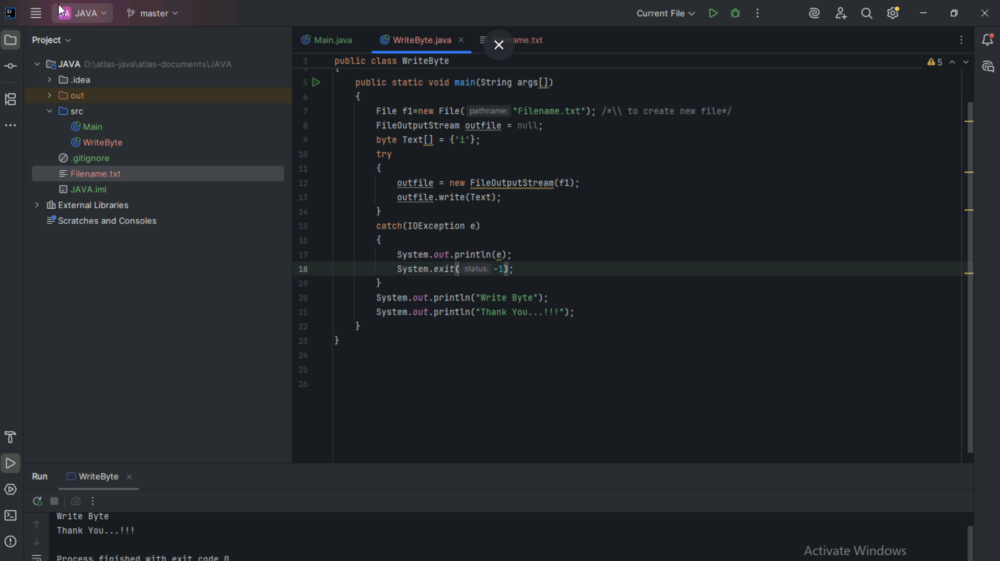 JAVA master Current File
Project
Main.java WriteByte.java ame.txt
JAVA D:\atlas-java\atlas-documents\JAVA
.idea
out
src
Main
WriteByte
.gitignore
Filename.txt
JAVA.iml
External Libraries
Scratches and Consoles
3 public class WriteByte
5
4 {
5 public static void main(String args[])
6 {
7 File f1=new File( pathname: "Filename.txt"); /*\\ to create new file*/
8 FileOutputStream outfile = null;
9 byte Text[] = {'i'};
10 try
11 {
12 outfile = new FileOutputStream(f1);
13 outfile.write(Text);
14 }
15 catch(IOException e)
16 {
17 System.out.println(e);
18 System.exit( status: -1);
19 }
20 System.out.println("Write Byte");
21 System.out.println("Thank You...!!!");
22 }
23 }
24
25
26
Run WriteByte
Write Byte
Thank You...!!!
Process finished with exit code 0
Activate Windows